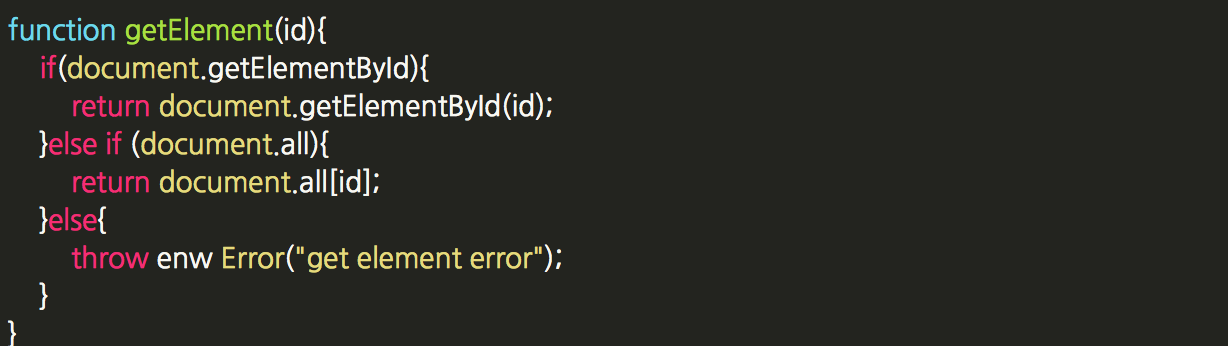 function getElement(id){
if(document.getElementById){
return document.getElementById(id);
}else if (document.all){
return document.all[id];
}else{
throw enw Error("get element error");
}
}